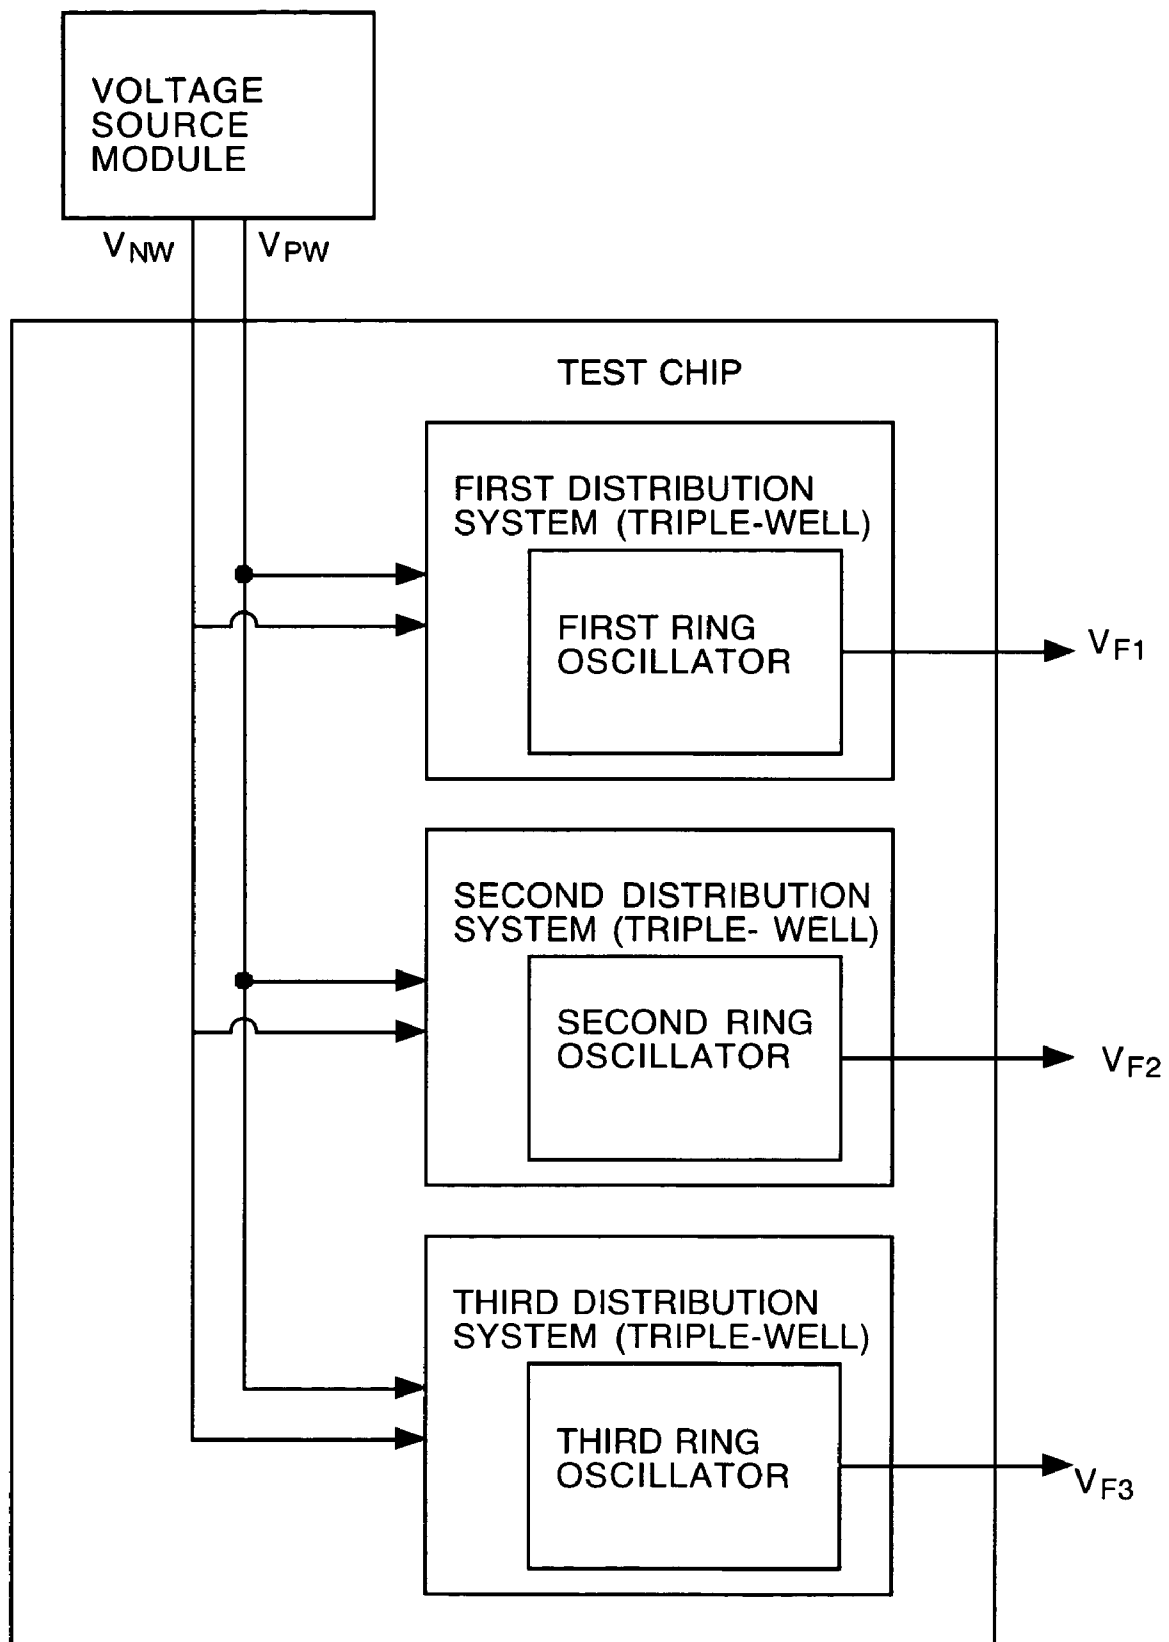 VOLTAGE
SOURCE
MODULE
VNW
VPW
TEST CHIP
FIRST DISTRIBUTION
SYSTEM (TRIPLE-WELL)
FIRST RING
OSCILLATOR
VF1
SECOND DISTRIBUTION
SYSTEM (TRIPLE- WELL)
SECOND RING
OSCILLATOR
VF2
THIRD DISTRIBUTION
SYSTEM (TRIPLE-WELL)
THIRD RING
OSCILLATOR
VF3